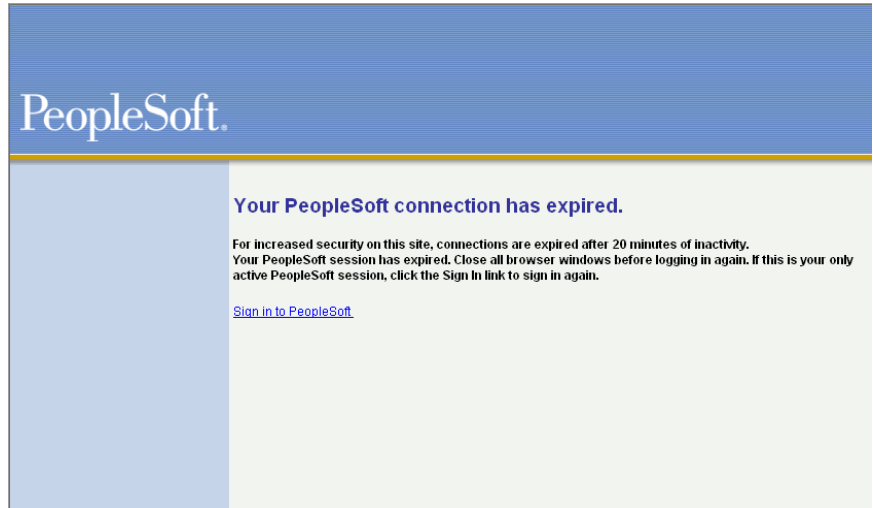 PeopleSoft®
Your PeopleSoft connection has expired.
For increased security on this site, connections are expired after 20 minutes of inactivity.
Your PeopleSoft session has expired. Close all browser windows before logging in again. If this is your only
active PeopleSoft session, click the Sign In link to sign in again.
Sign in to PeopleSoft